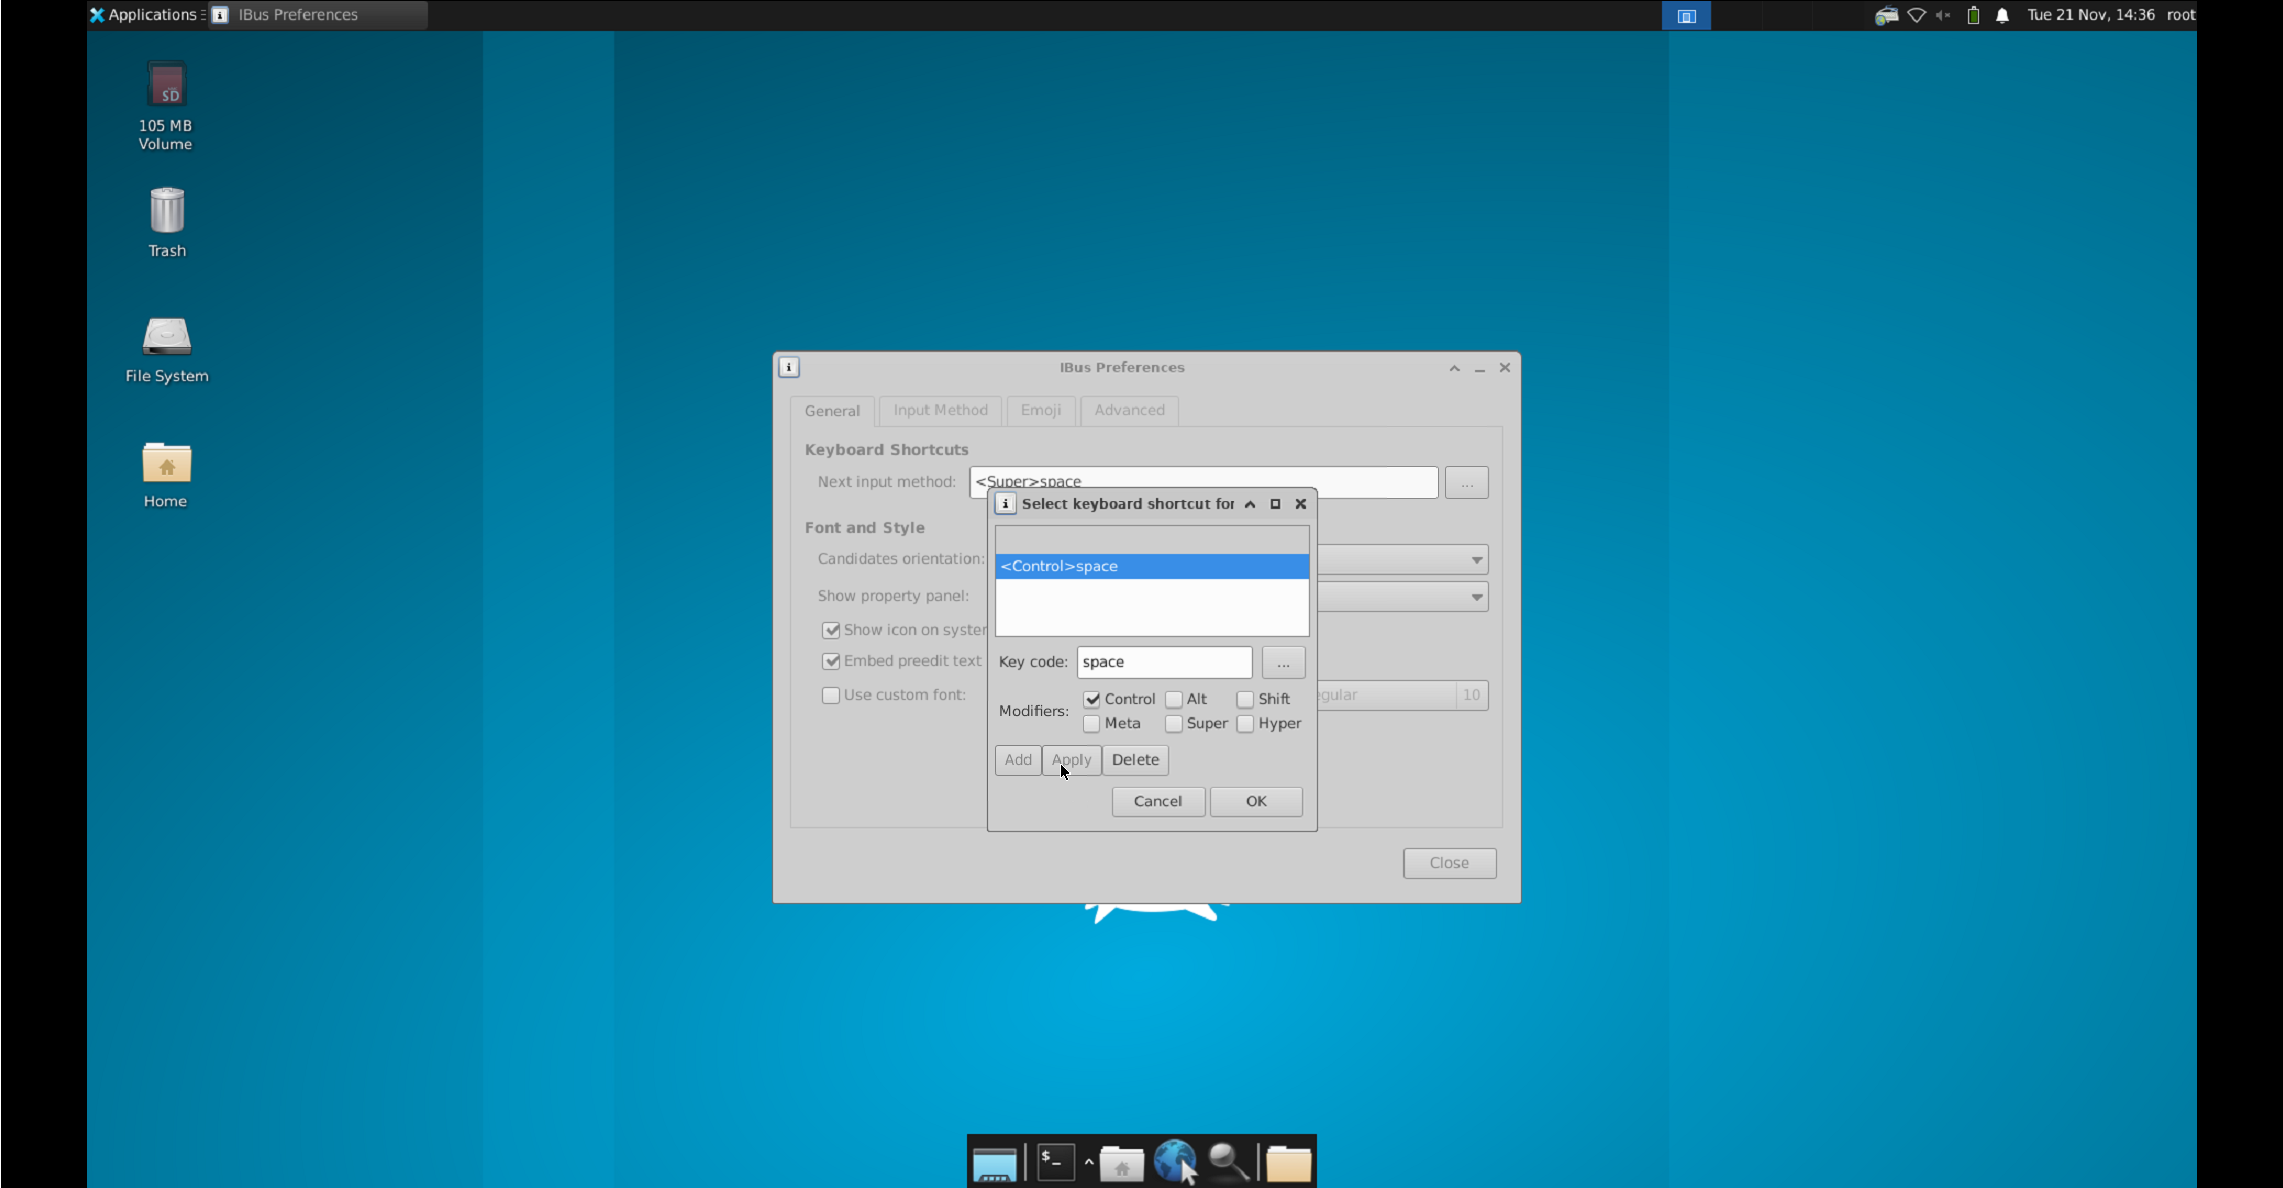 Applications
IBus Preferences
Tue 21 Nov, 14:36 root
SD
105 MB
Volume
Trash
File System
Home
IBus Preferences
General Input Method Emoji Advanced
Keyboard Shortcuts
Next input method: <Super>space ...
Font and Style
Candidates orientation:
Show property panel:
Show icon on syster
Embed preedit text
Use custom font: egular 10
Close
Select keyboard shortcut for
<Control>space
Key code: space ...
Modifiers: Control Alt Shift
Meta Super Hyper
Add Apply Delete
Cancel OK
$_